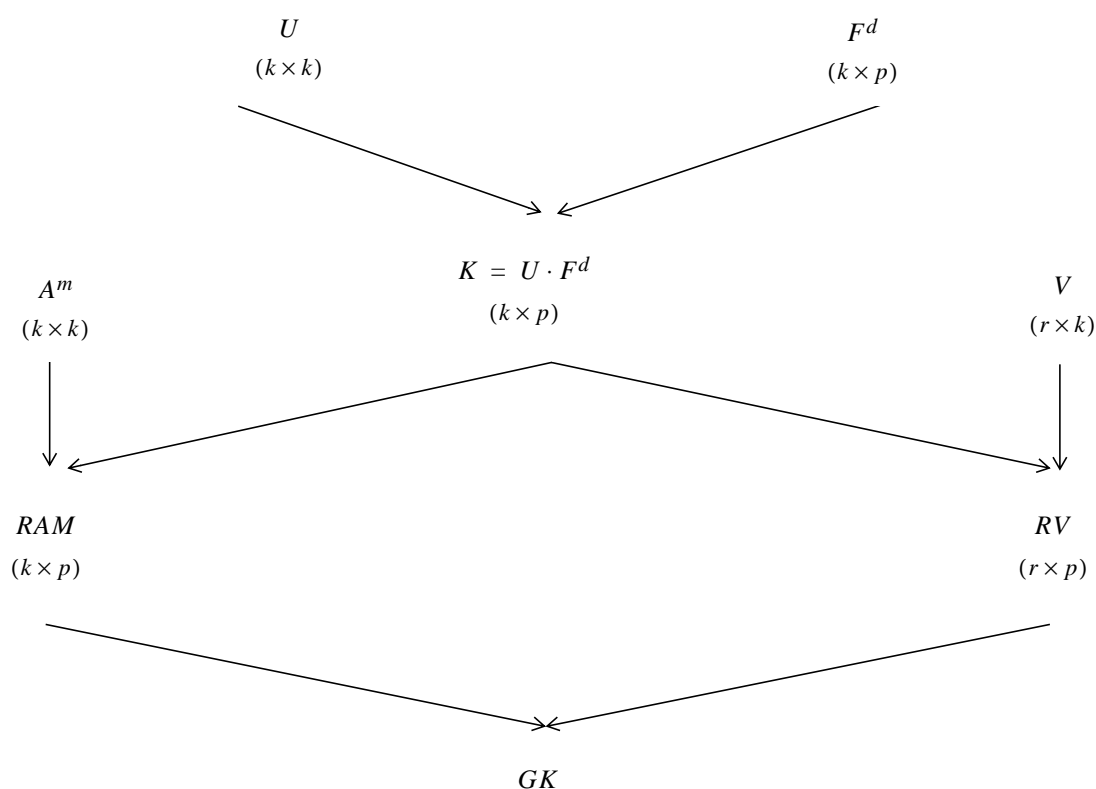 U
(k × k)
F^d
(k × p)
K = U · F^d
(k × p)
A^m
(k × k)
V
(r × k)
RAM
(k × p)
RV
(r × p)
GK